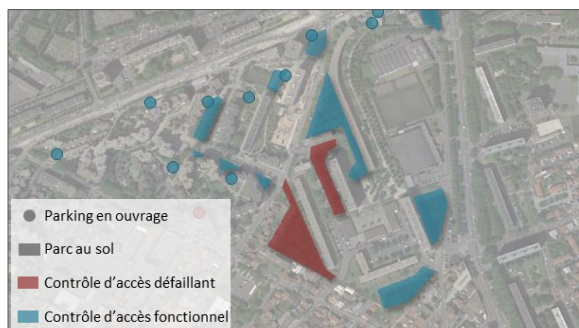 Parking en ouvrage
Parc au sol
Contrôle d'accès défaillant
Contrôle d'accès fonctionnel